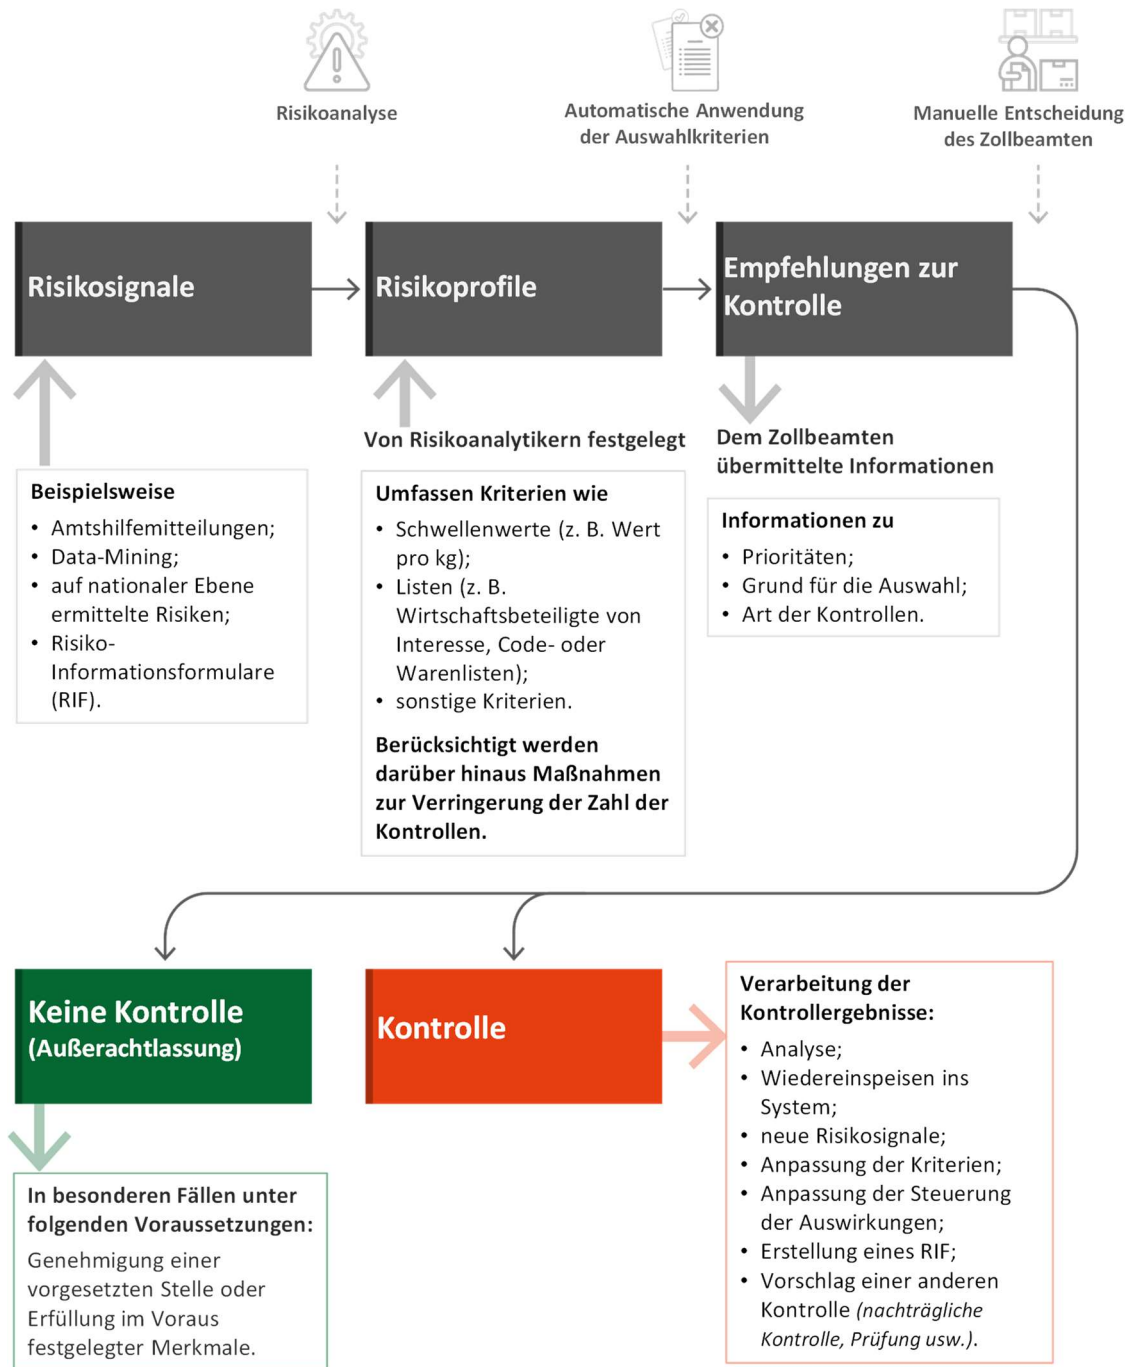 Risikoanalyse
Automatische Anwendung
der Auswahlkriterien
Manuelle Entscheidung
des Zollbeamten
Risikosignale
Risikoprofile
Empfehlungen zur
Kontrolle
Beispielsweise
• Amtshilfemitteilungen;
• Data-Mining;
• auf nationaler Ebene
ermittelte Risiken;
• Risiko-
Informationsformulare
(RIF).
Von Risikoanalytikern festgelegt
Umfassen Kriterien wie
• Schwellenwerte (z. B. Wert
pro kg);
• Listen (z. B.
Wirtschaftsbeteiligte von
Interesse, Code- oder
Warenlisten);
• sonstige Kriterien.
Berücksichtigt werden
darüber hinaus Maßnahmen
zur Verringerung der Zahl der
Kontrollen.
Dem Zollbeamten
übermittelte Informationen
Informationen zu
• Prioritäten;
• Grund für die Auswahl;
• Art der Kontrollen.
Keine Kontrolle
(Außerachtlassung)
In besonderen Fällen unter
folgenden Voraussetzungen:
Genehmigung einer
vorgesetzten Stelle oder
Erfüllung im Voraus
festgelegter Merkmale.
Kontrolle
Verarbeitung der
Kontrollergebnisse:
• Analyse;
• Wiedereinspeisen ins
System;
• neue Risikosignale;
• Anpassung der Kriterien;
• Anpassung der Steuerung
der Auswirkungen;
• Erstellung eines RIF;
• Vorschlag einer anderen
Kontrolle (nachträgliche
Kontrolle, Prüfung usw.).